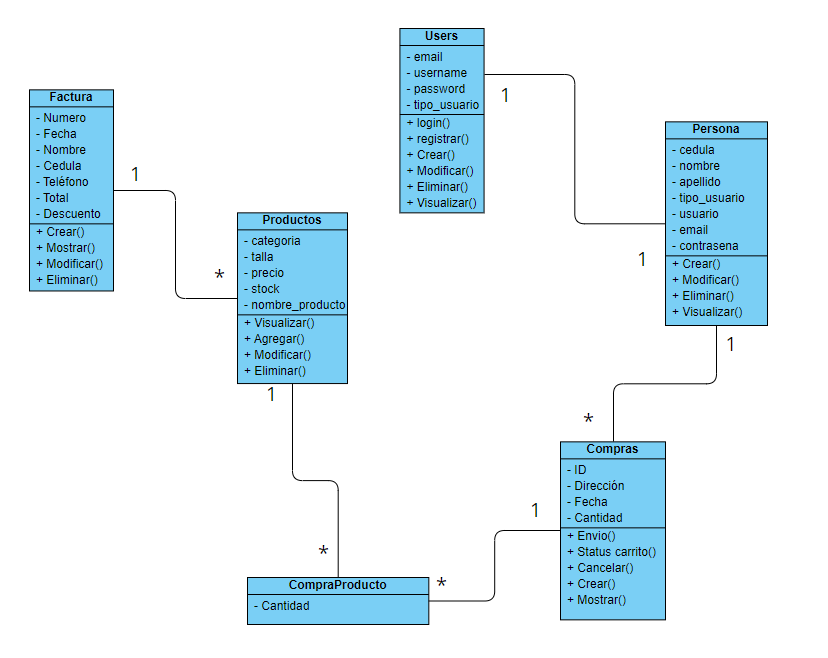 Users
- email
- username
- password
- tipo_usuario
+ login()
+ registrar()
+ Crear()
+ Modificar()
+ Eliminar()
+ Visualizar()
1
Factura
- Numero
- Fecha
- Nombre
- Cedula
- Teléfono
- Total
- Descuento
+ Crear()
+ Mostrar()
+ Modificar()
+ Eliminar()
1
*
Persona
- cedula
- nombre
- apellido
- tipo_usuario
- usuario
- email
- contrasena
+ Crear()
+ Modificar()
+ Eliminar()
+ Visualizar()
1
1
Productos
- categoria
- talla
- precio
- stock
- nombre_producto
+ Visualizar()
+ Agregar()
+ Modificar()
+ Eliminar()
1
*
*
Compras
- ID
- Dirección
- Fecha
- Cantidad
+ Envio()
+ Status carrito()
+ Cancelar()
+ Crear()
+ Mostrar()
1
*
CompraProducto
- Cantidad